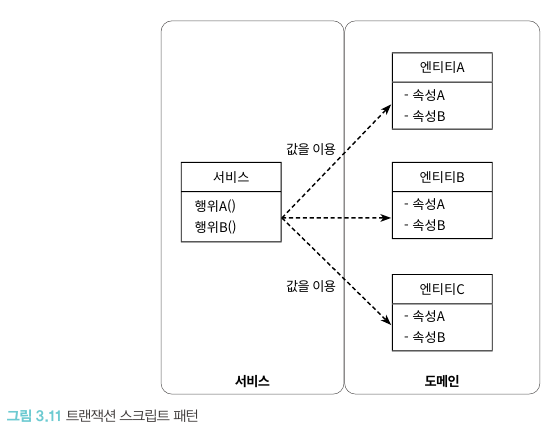 엔티티A
- 속성A
- 속성B
값을 이용
서비스
행위A()
행위B()
엔티티B
- 속성A
- 속성B
값을 이용
엔티티C
- 속성A
- 속성B
서비스
도메인
그림 3.11 트랜잭션 스크립트 패턴